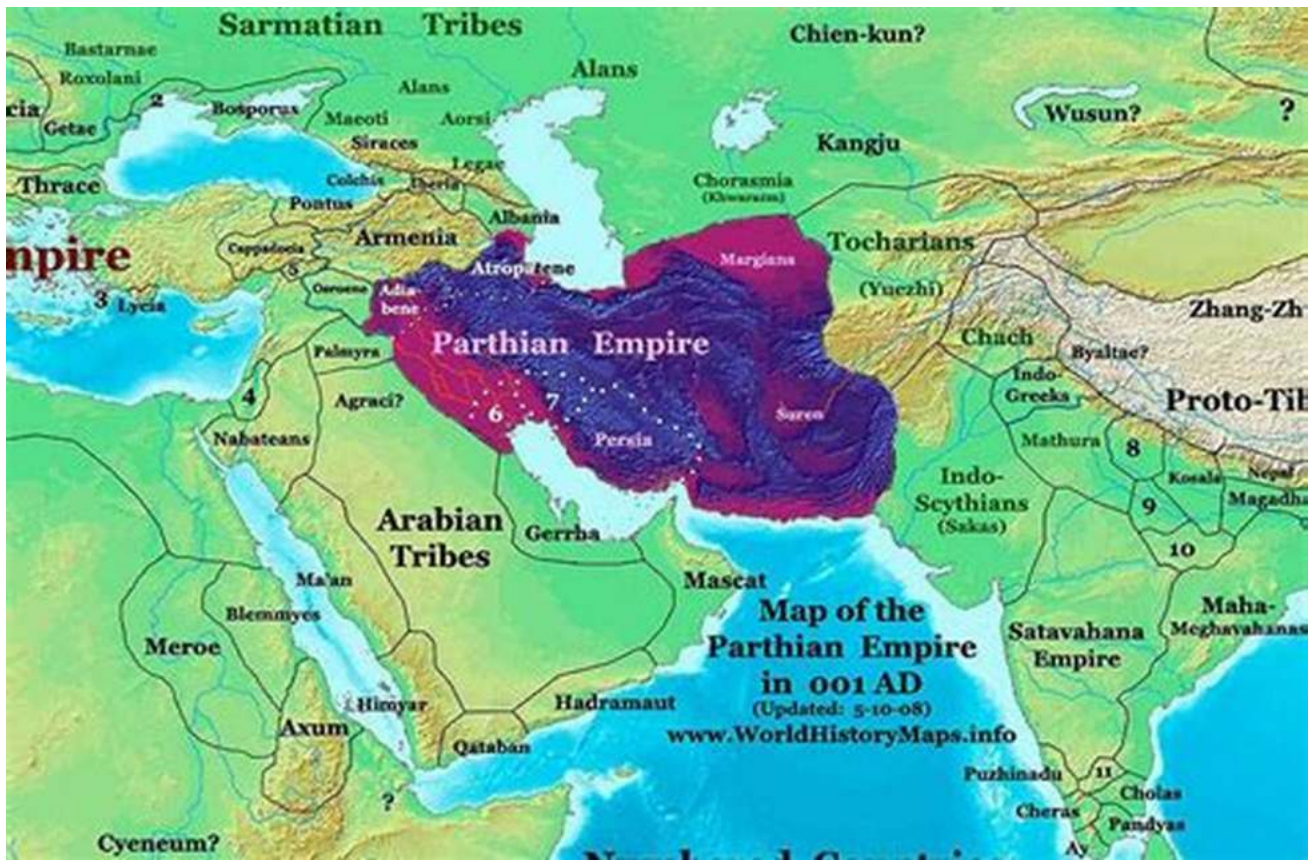 Sarmatian Tribes
Chien-kun?
Bastarnae
Roxolani
Alans
Alans
cia
2
Bosporus
Maeoti
Aorsi
Wusun?
?
Getae
Siraces
Kangju
Legae
Thrace
Colchis
Iberia
Chorasmia
(Khwarazm)
Pontus
Albania
Armenia
Tocharians
mpire
Cappadocia
5
Atropatene
Margiana
(Yuezhi)
Osroene
Adia-
bene
3
Lycia
Zhang-Zh
Parthian Empire
Chach
Palmyra
Byaltae?
Indo-
Greeks
4
Agraci?
6
7
Suren
Proto-Tib
Nabateans
Persia
Mathura
8
Indo-
Scythians
(Sakas)
Kosala
Nepal
Magadha
9
Arabian
Tribes
Gerrha
10
Ma'an
Mascat
Blemmyes
Map of the
Parthian Empire
in 001 AD
(Updated: 5-10-08)
www.WorldHistoryMaps.info
Maha-
Meghavahanas
Meroe
Satavahana
Empire
Himyar
Hadramaut
Axum
Qataban
Puzhinadu
11
?
Cholas
Cheras
Pandyas
Cyeneum?
Ay